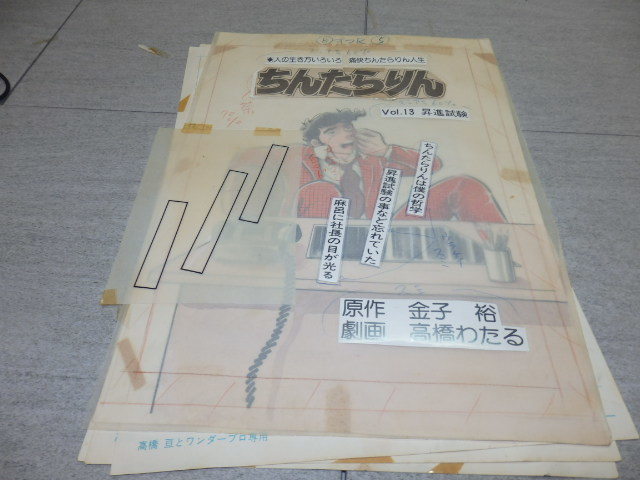 ★人の生き方いろいろ 痛快ちんたらりん人生
ちんたらりん
Vol.13 昇進試験
ちんたらりんは僕の哲学
昇進試験の事など忘れていた
麻呂に社長の目が光る
原作 金子 裕
劇画 高橋わたる
高橋 亘とワンダープロ専用